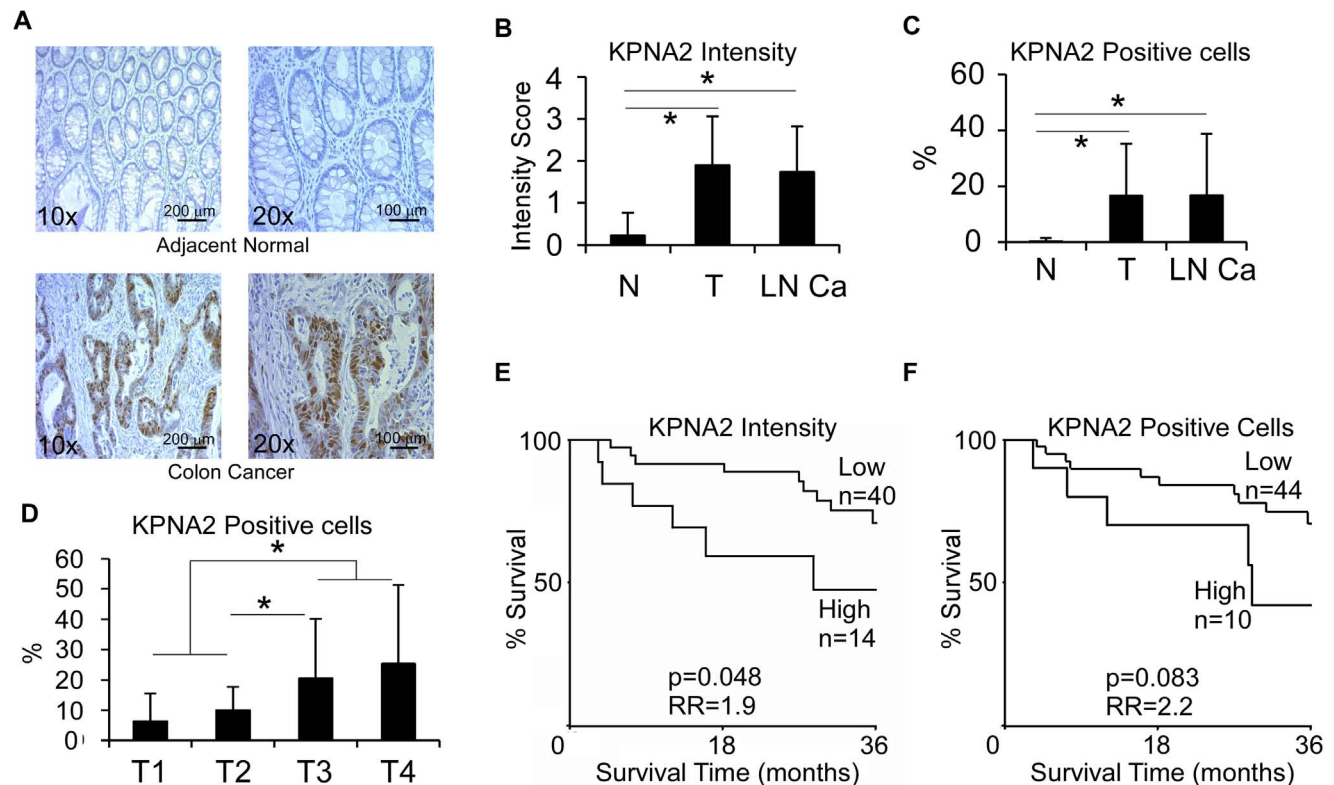 A
10x
200 µm
20x
100 µm
Adjacent Normal
10x
200 µm
20x
100 µm
Colon Cancer
B
KPNA2 Intensity
Intensity Score
4
3
2
1
0
*
*
N T LN Ca
C
KPNA2 Positive cells
%
60
40
20
0
*
*
N T LN Ca
D
KPNA2 Positive cells
%
60
50
40
30
20
10
0
*
*
T1 T2 T3 T4
E
KPNA2 Intensity
% Survival
100
50
Low
n=40
High
n=14
p=0.048
RR=1.9
0 18 36
Survival Time (months)
F
KPNA2 Positive Cells
% Survival
100
50
Low
n=44
High
n=10
p=0.083
RR=2.2
0 18 36
Survival Time (months)